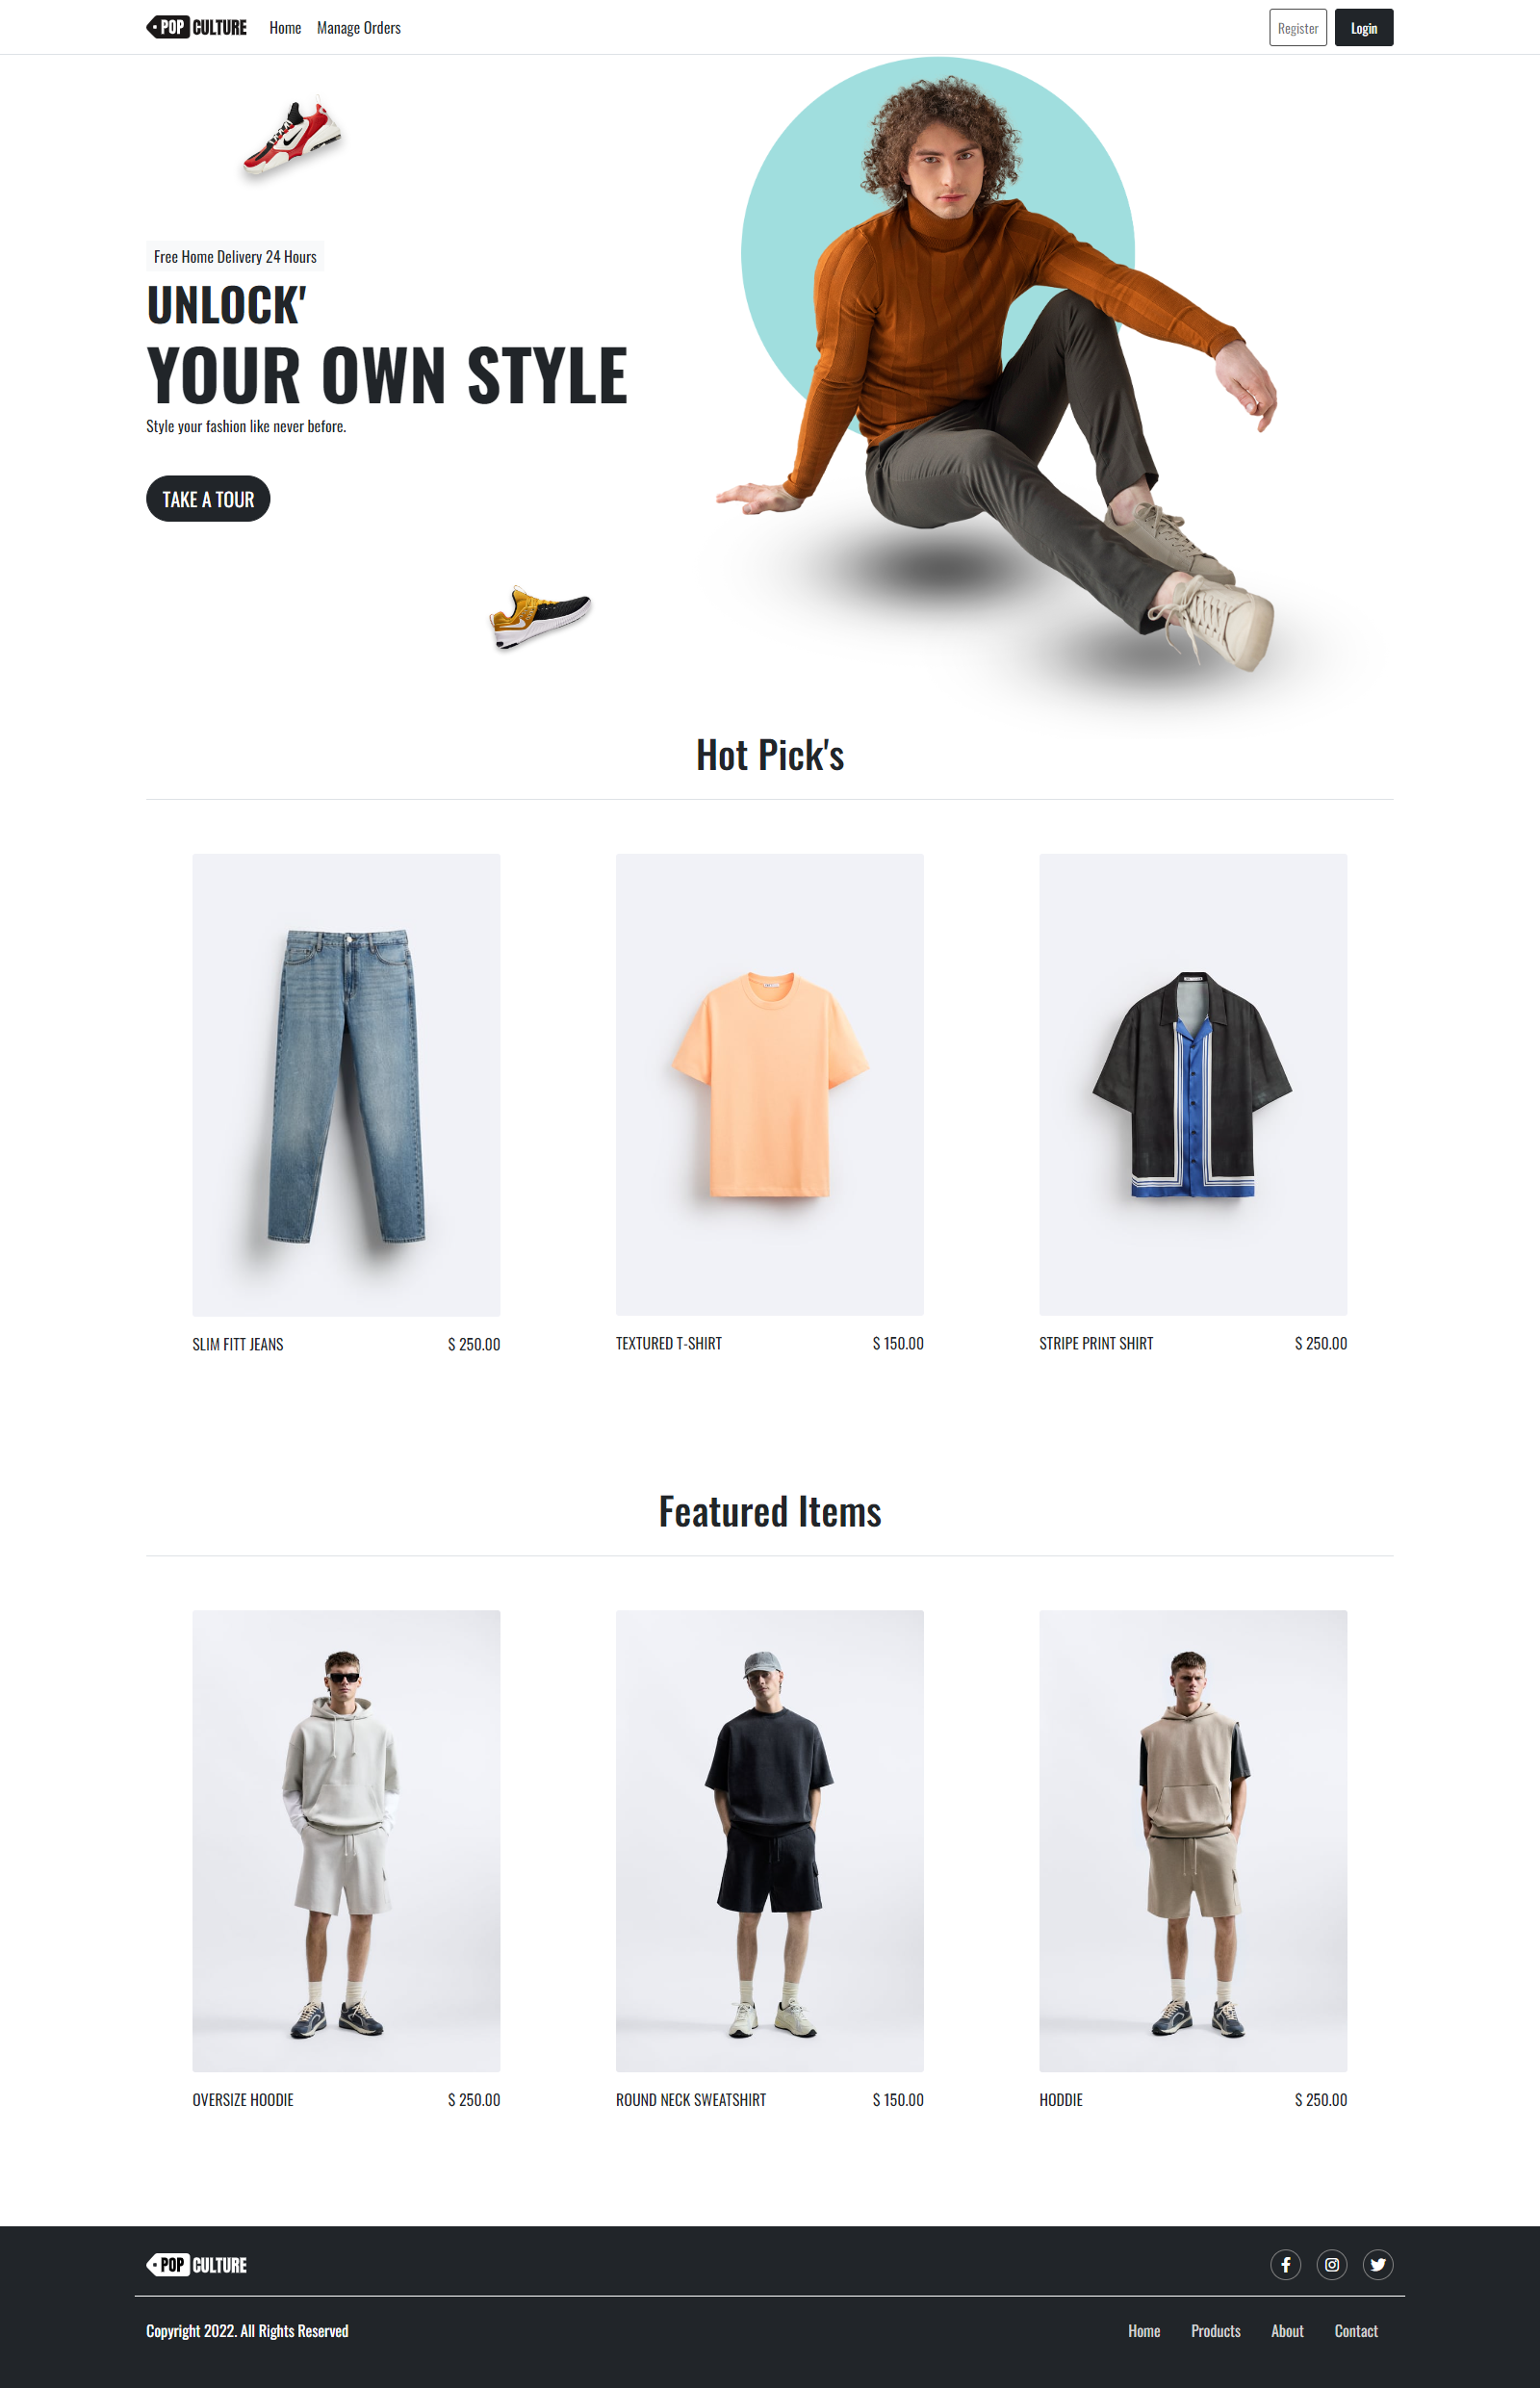 POP CULTURE
Home
Manage Orders
Register
Login
Free Home Delivery 24 Hours
UNLOCK'
YOUR OWN STYLE
Style your fashion like never before.
TAKE A TOUR
Hot Pick's
SLIM FITT JEANS
$ 250.00
TEXTURED T-SHIRT
$ 150.00
STRIPE PRINT SHIRT
$ 250.00
Featured Items
OVERSIZE HOODIE
$ 250.00
ROUND NECK SWEATSHIRT
$ 150.00
HODDIE
$ 250.00
POP CULTURE
Copyright 2022. All Rights Reserved
Home
Products
About
Contact